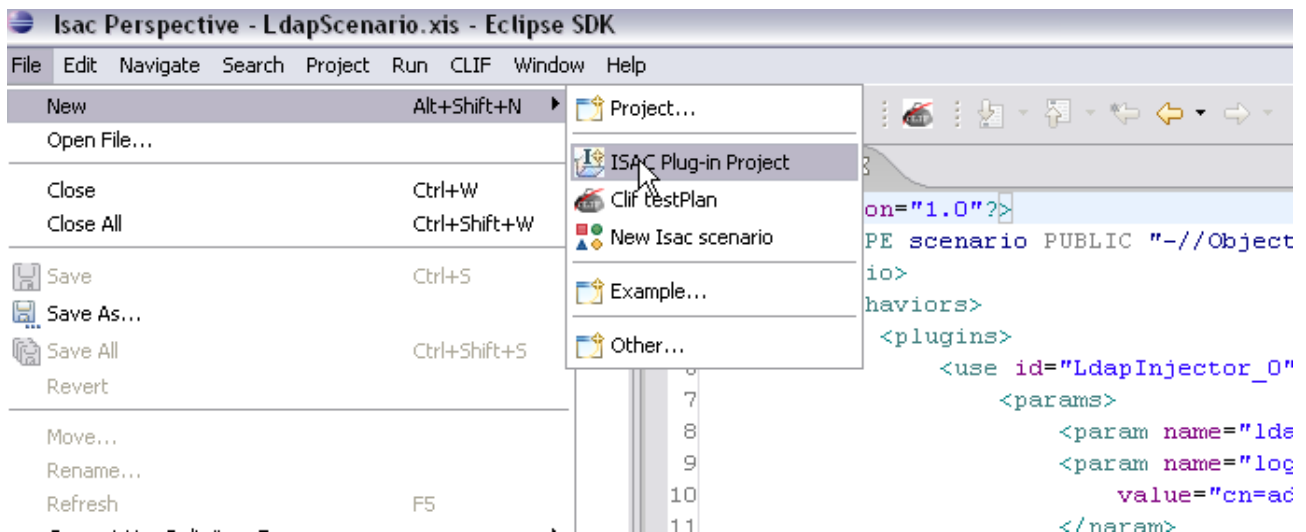 Isac Perspective - LdapScenario.xis - Eclipse SDK
File Edit Navigate Search Project Run CLIF Window Help
New Alt+Shift+N
Open File...
Close Ctrl+W
Close All Ctrl+Shift+W
Save Ctrl+S
Save As...
Save All Ctrl+Shift+S
Revert
Move...
Rename...
Refresh F5
Project...
ISAC Plug-in Project
Clif testPlan
New Isac scenario
Example...
Other...
on="1.0"?>
PE scenario PUBLIC "-//Object
io>
haviors>
<plugins>
<use id="LdapInjector_0"
7 <params>
8 <param name="lda
9 <param name="log
10 value="cn=ad
11 </param>